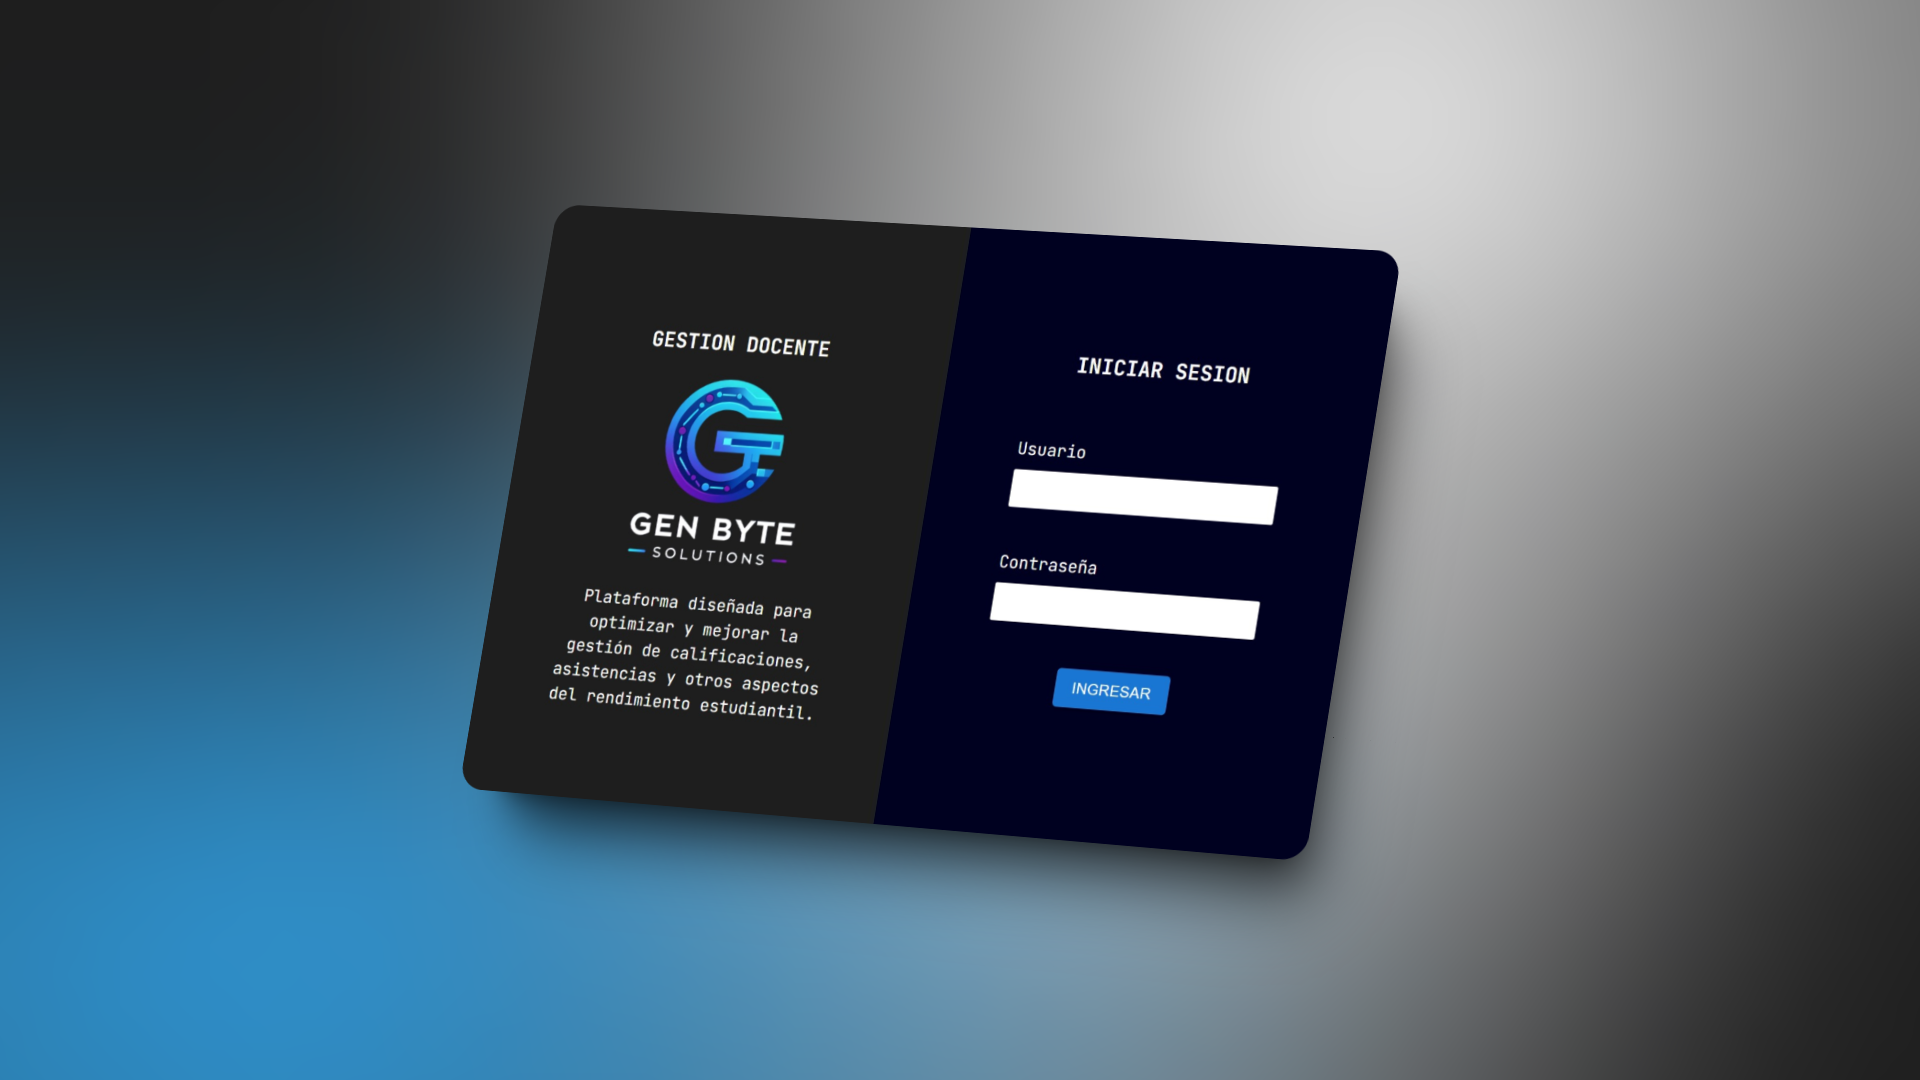 GESTION DOCENTE
GEN BYTE
SOLUTIONS
Plataforma diseñada para
optimizar y mejorar la
gestión de calificaciones,
asistencias y otros aspectos
del rendimiento estudiantil.
INICIAR SESION
Usuario
Contraseña
INGRESAR